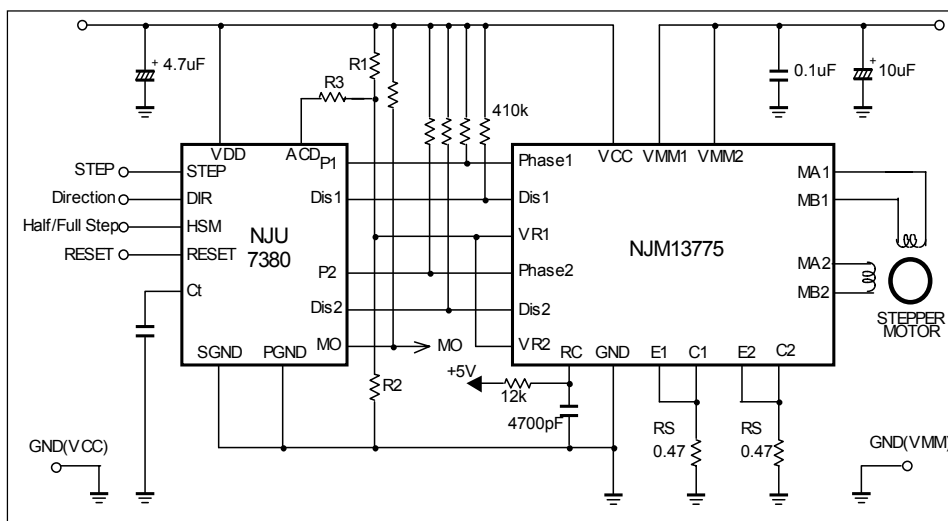 + 4.7uF
R1
R3
410k
0.1uF
+
10uF
VDD
ACD
VCC
VMM1
VMM2
STEP
STEP
P1
Phase1
MA1
Direction
DIR
Dis1
Dis1
MB1
Half/Full Step
HSM
NJU
7380
VR1
NJM13775
RESET
RESET
P2
Phase2
MA2
Ct
Dis2
Dis2
MB2
STEPPER
MOTOR
MO
MO
VR2
SGND
PGND
RC
GND
E1
C1
E2
C2
+5V
R2
12k
4700pF
RS
0.47
RS
0.47
GND(VCC)
GND(VMM)